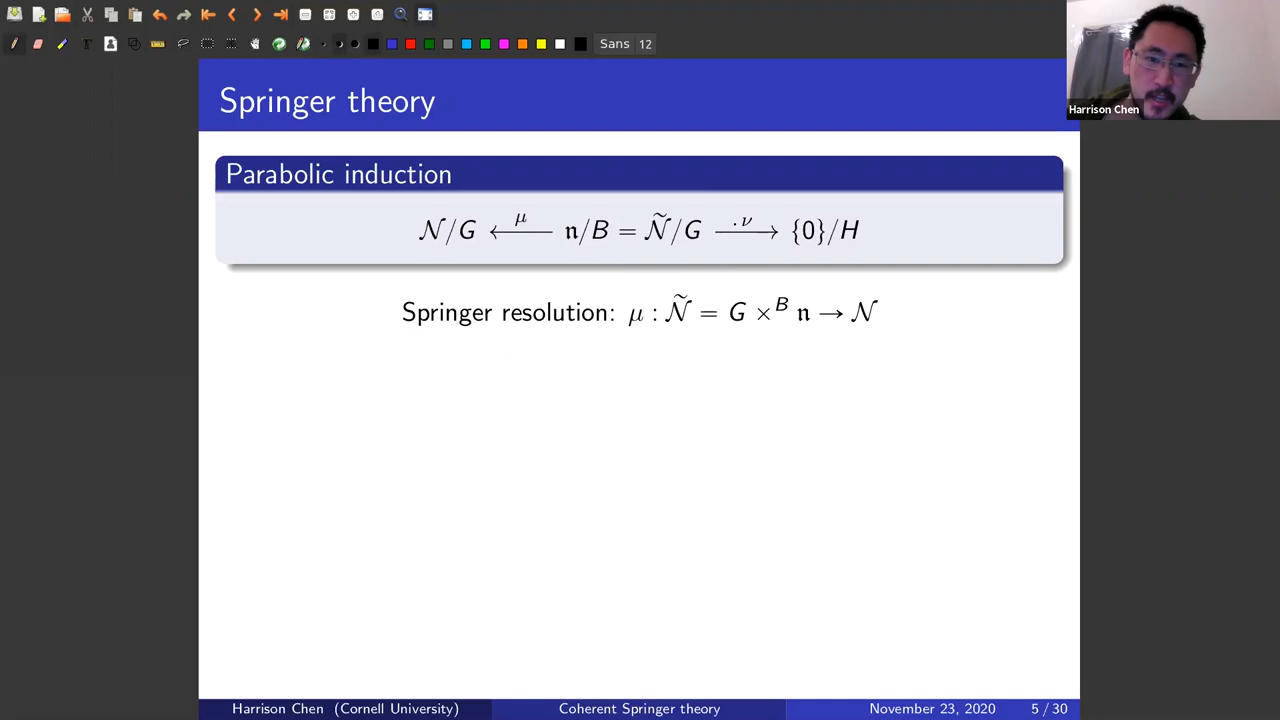 Sans 12
Harrison Chen
Springer theory
Parabolic induction
𝒩/G ←μ— 𝔫/B = 𝒩̃/G —ν→ {0}/H
Springer resolution: μ : 𝒩̃ = G ×ᴮ 𝔫 → 𝒩
Harrison Chen (Cornell University) Coherent Springer theory November 23, 2020 5 / 30